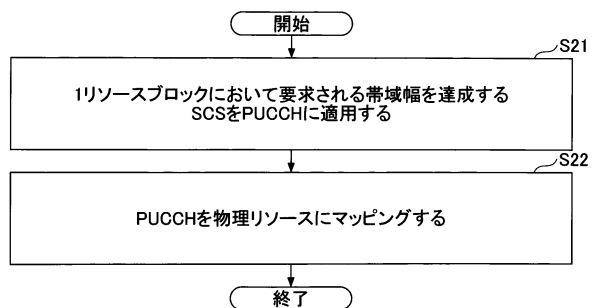 開始
S21
1リソースブロックにおいて要求される帯域幅を達成する
SCSをPUCCHに適用する
S22
PUCCHを物理リソースにマッピングする
終了